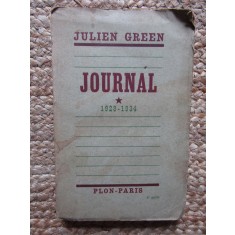 JULIEN GREEN
JOURNAL
★
1928-1934
PLON-PARIS